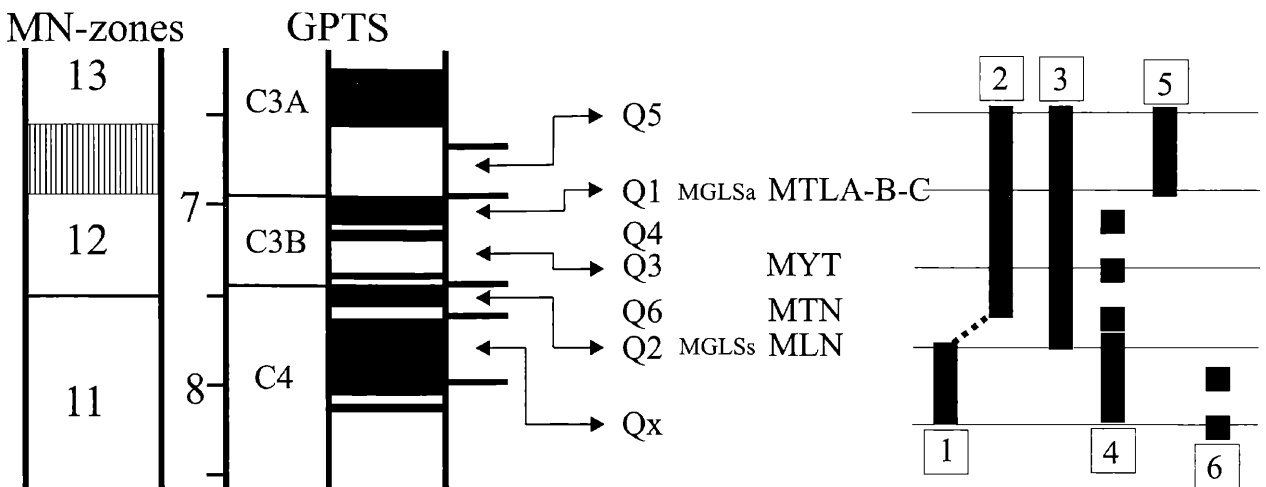 MN-zones GPTS
13
C3A
2 3 5
Q5
7
Q1 MGLSa MTLA-B-C
12
C3B
Q4
Q3 MYT
Q6 MTN
Q2 MGLSs MLN
11
8
C4
Qx
1 4 6